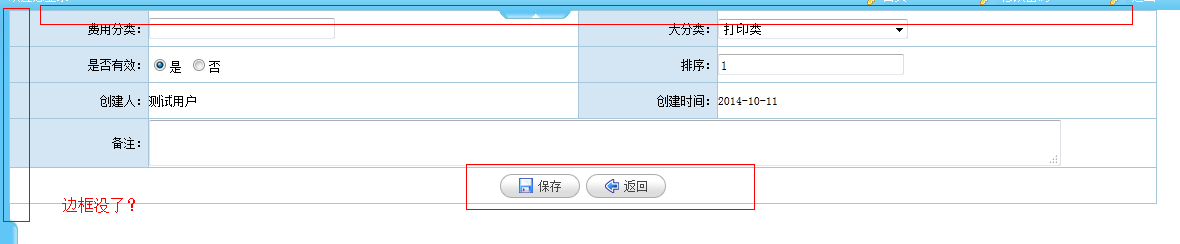 费用分类： 大分类： 打印类
是否有效： 是 否 排序： 1
创建人： 测试用户 创建时间： 2014-10-11
备注：
保存 返回
边框没了？